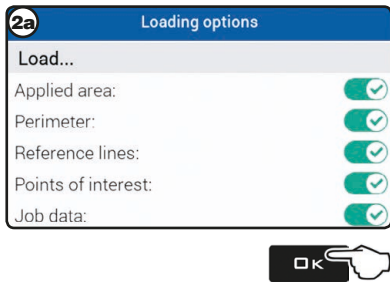 2a
Loading options
Load...
Applied area:
Perimeter:
Reference lines:
Points of interest:
Job data:
OK